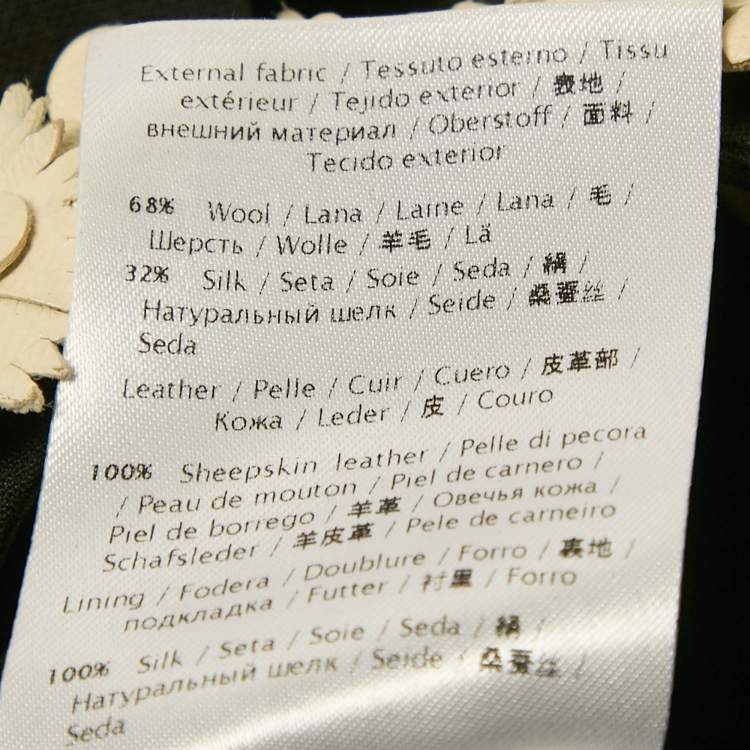 External fabric / Tessuto esterno / Tissu
extérieur / Tejido exterior / 表地 /
внешний материал / Oberstoff / 面料 /
Tecido exterior
68% Wool / Lana / Laine / Lana / 毛 /
Шерсть / Wolle / 羊毛 / Lã
32% Silk / Seta / Soie / Seda / 絹 /
Натуральный шелк / Seide / 桑蚕丝 /
Seda
Leather / Pelle / Cuir / Cuero / 皮革部 /
Кожа / Leder / 皮 / Couro
100% Sheepskin leather / Pelle di pecora
/ Peau de mouton / Piel de carnero /
Piel de borrego / 羊革 / Овечья кожа /
Schafsleder / 羊皮革 / Pele de carneiro
Lining / Fodera / Doublure / Forro / 裏地 /
подкладка / Futter / 衬里 / Forro
100% Silk / Seta / Soie / Seda / 絹 /
Натуральный шелк / Seide / 桑蚕丝 /
Seda